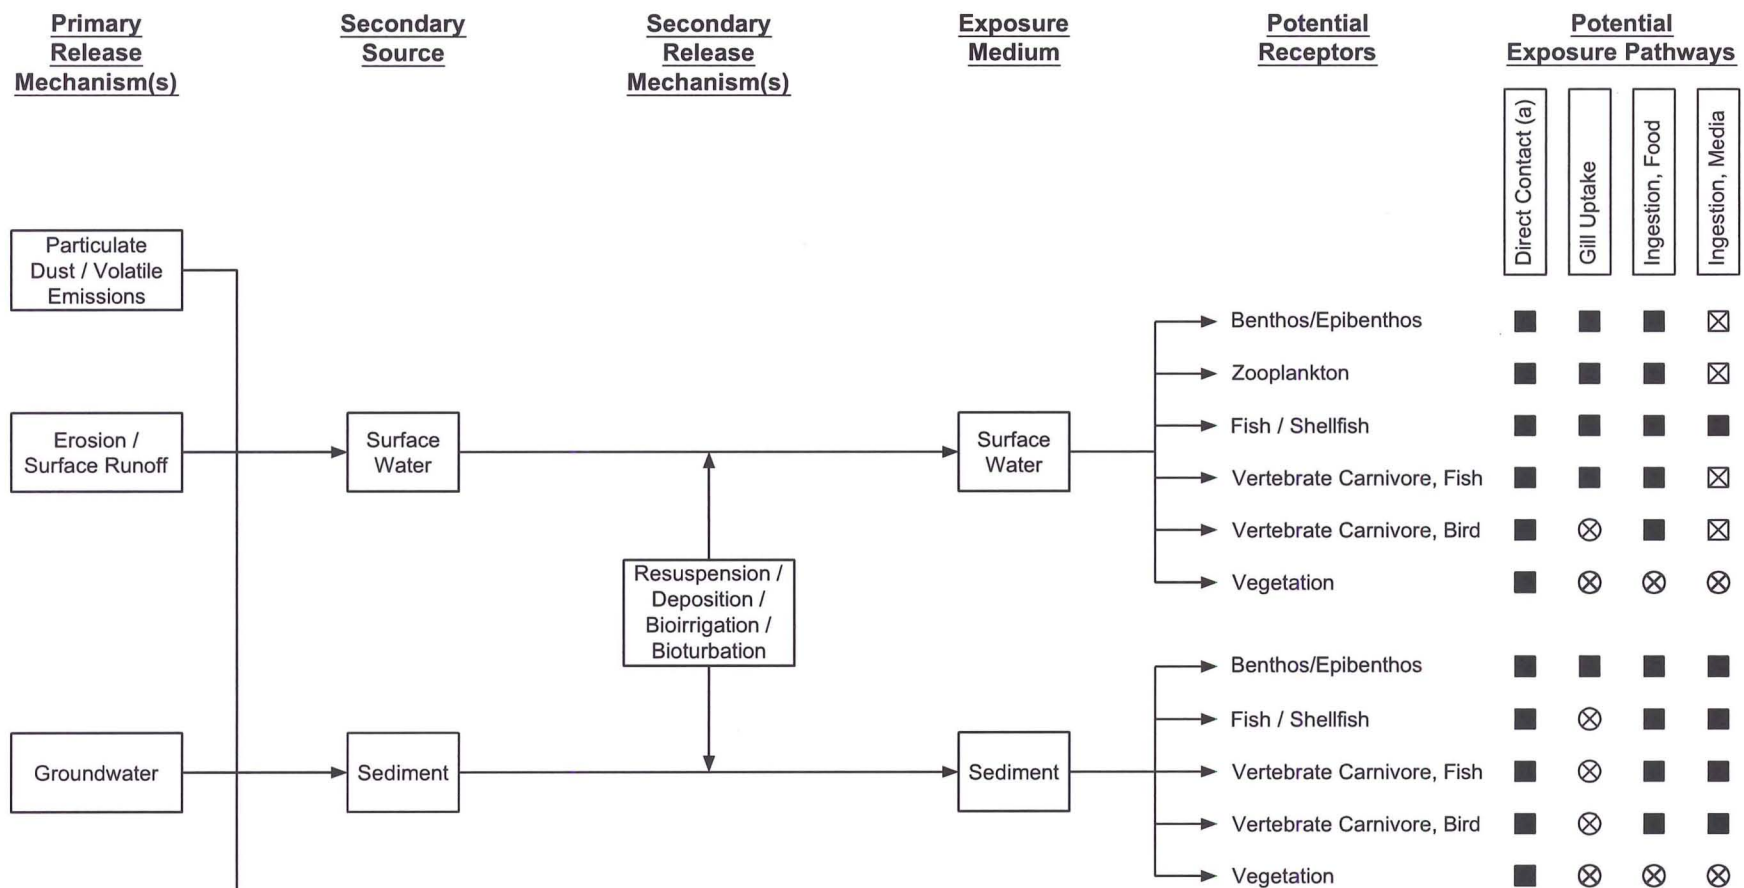 Primary
Release
Mechanism(s)
Secondary
Source
Secondary
Release
Mechanism(s)
Exposure
Medium
Potential
Receptors
Potential
Exposure Pathways
Direct Contact (a)
Gill Uptake
Ingestion, Food
Ingestion, Media
Particulate
Dust / Volatile
Emissions
Erosion /
Surface Runoff
Groundwater
Surface
Water
Sediment
Resuspension /
Deposition /
Bioirrigation /
Bioturbation
Surface
Water
Sediment
Benthos/Epibenthos
Zooplankton
Fish / Shellfish
Vertebrate Carnivore, Fish
Vertebrate Carnivore, Bird
Vegetation
Benthos/Epibenthos
Fish / Shellfish
Vertebrate Carnivore, Fish
Vertebrate Carnivore, Bird
Vegetation